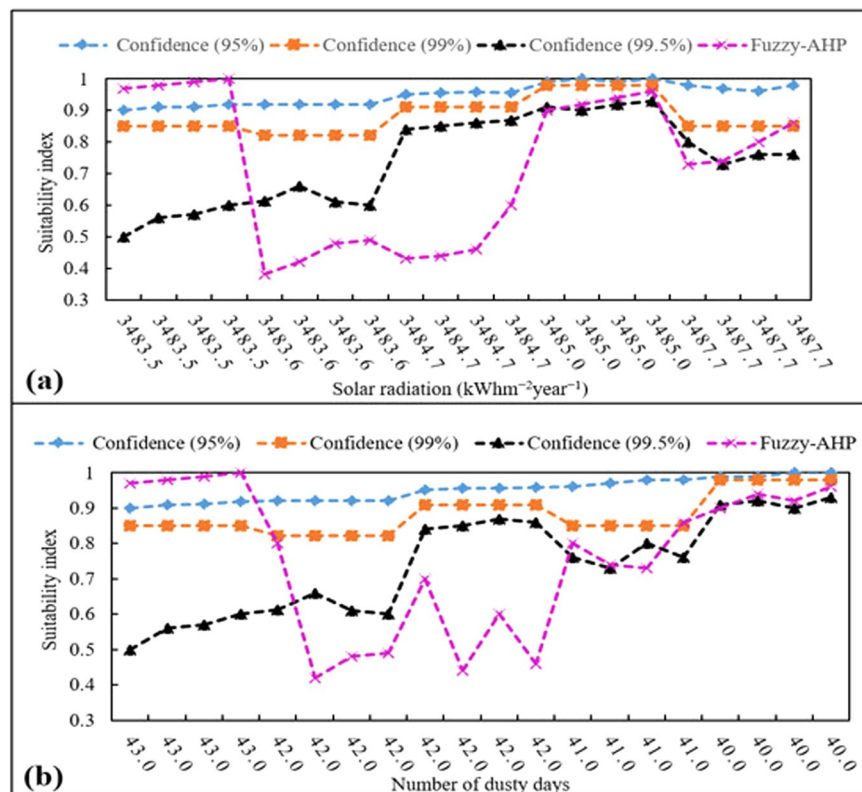 Confidence (95%) Confidence (99%) Confidence (99.5%) Fuzzy-AHP
1
0.9
0.8
0.7
0.6
0.5
0.4
0.3
Suitability index
3483.5 3483.5 3483.5 3483.5 3483.6 3483.6 3483.6 3483.6 3484.7 3484.7 3484.7 3484.7 3485.0 3485.0 3485.0 3485.0 3487.7 3487.7 3487.7 3487.7
(a)
Solar radiation (kWhm⁻²year⁻¹)
Confidence (95%) Confidence (99%) Confidence (99.5%) Fuzzy-AHP
1
0.9
0.8
0.7
0.6
0.5
0.4
0.3
Suitability index
43.0 43.0 43.0 43.0 42.0 42.0 42.0 42.0 42.0 42.0 42.0 42.0 41.0 41.0 41.0 41.0 40.0 40.0 40.0 40.0
(b)
Number of dusty days